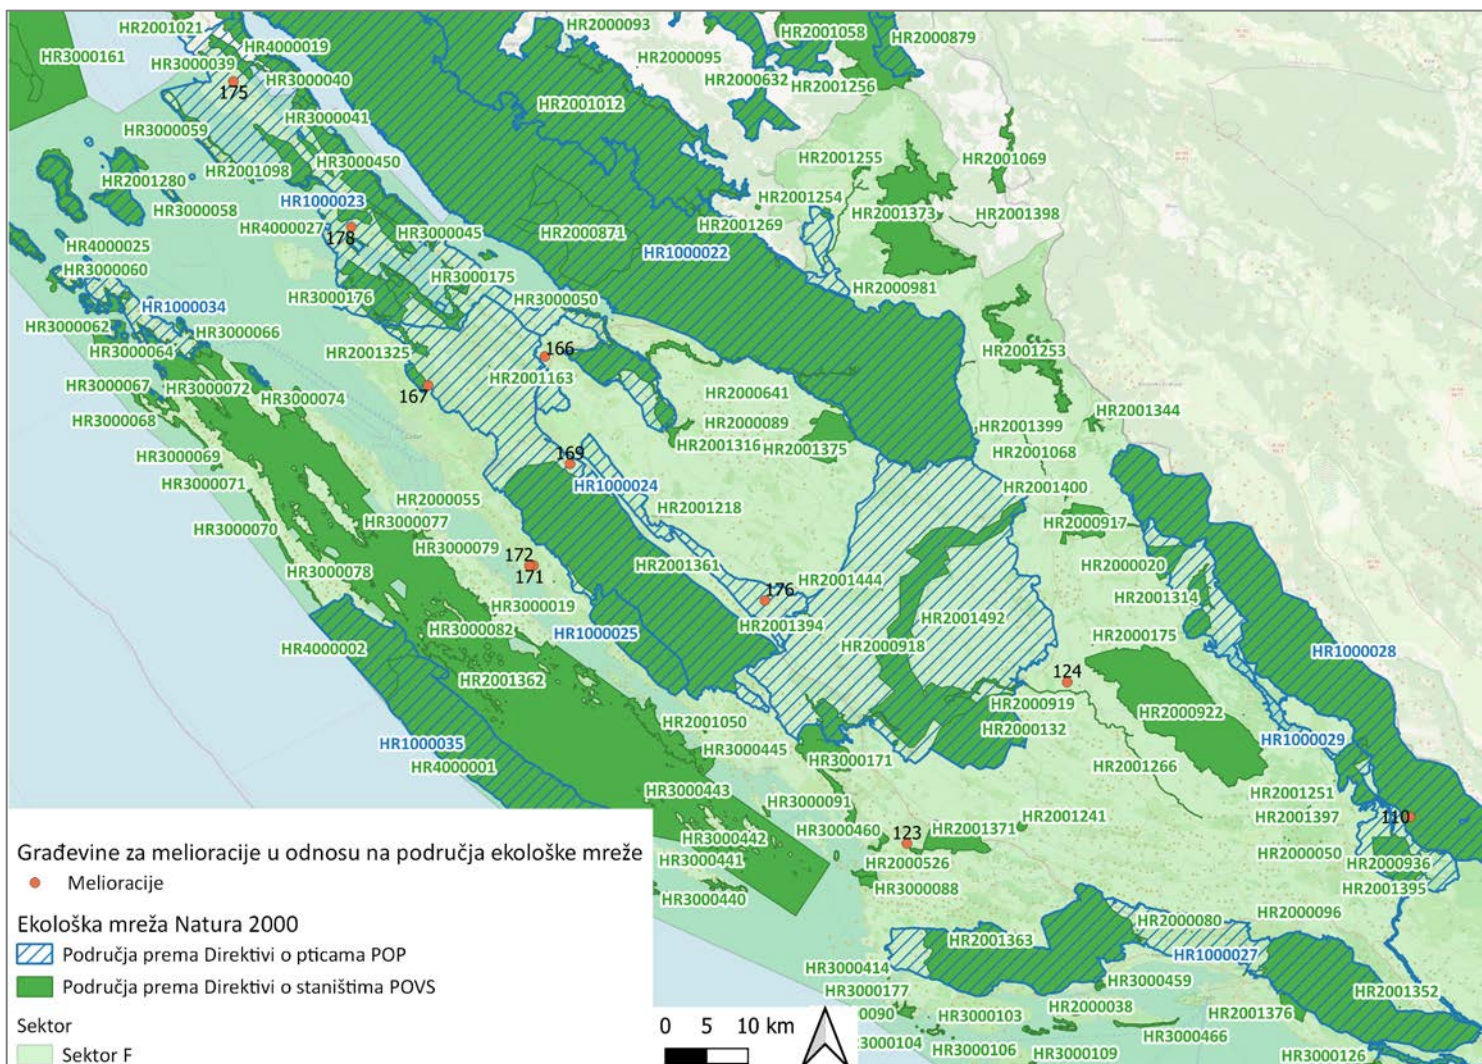 HR2001021
HR2000093
HR2001058
HR2000879
HR3000161
HR4000019
HR3000039
HR2000095
HR3000040
HR2000632
HR2001256
175
HR2001012
HR3000041
HR3000059
HR3000450
HR2001255
HR2001069
HR2001098
HR2001280
HR1000023
HR2001254
HR3000058
HR2001373
HR2001398
HR4000027
HR2001269
178
HR3000045
HR2000871
HR4000025
HR1000022
HR3000060
HR3000175
HR2000981
HR3000176
HR3000050
HR1000034
HR3000062
HR3000066
HR3000064
HR2001325
166
HR2001253
HR2001163
HR3000067
HR3000072
167
HR2000641
HR3000074
HR2001344
HR3000068
HR2000089
HR2001399
HR2001316
HR2001375
HR2001068
HR3000069
169
HR3000071
HR1000024
HR2001400
HR2000055
HR2001218
HR3000077
HR2000917
HR3000070
HR3000079
172
HR2001361
HR2000020
HR3000078
171
HR2001444
176
HR2001314
HR3000019
HR2001492
HR3000082
HR1000025
HR2001394
HR2000175
HR4000002
HR2000918
HR1000028
124
HR2001362
HR2000919
HR2000922
HR2001050
HR2000132
HR1000035
HR1000029
HR3000445
HR3000171
HR2001266
HR4000001
HR3000443
HR2001251
HR3000091
HR2001241
HR2001397
110
HR3000460
123
HR2001371
HR3000442
HR2000050
HR3000441
HR2000526
HR2000936
HR3000088
HR2001395
HR3000440
HR2000096
HR2000080
HR2001363
HR1000027
HR3000414
HR3000459
HR3000177
HR2001352
HR2000038
HR2001376
HR3000103
HR3000466
HR3000106
HR3000109
HR3000126
Građevine za melioracije u odnosu na područja ekološke mreže
Melioracije
Ekološka mreža Natura 2000
Područja prema Direktivi o pticama POP
Područja prema Direktivi o staništima POVS
Sektor
Sektor F
0 5 10 km